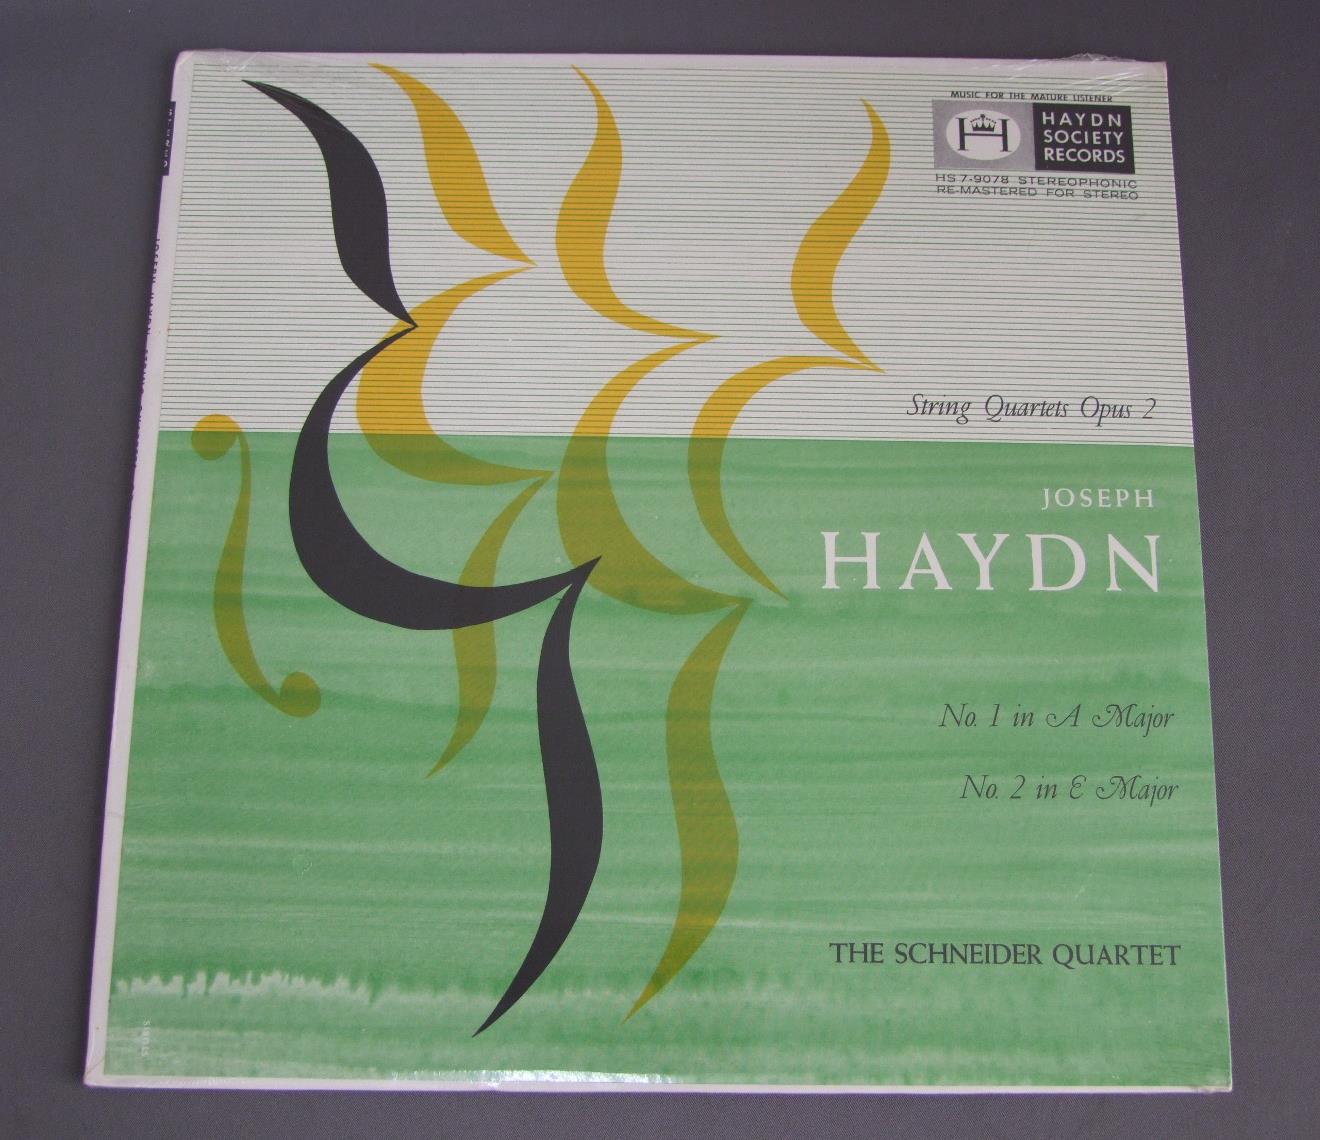 MUSIC FOR THE MATURE LISTENER
H
HAYDN
SOCIETY
RECORDS
HS 7-9078 STEREOPHONIC
RE-MASTERED FOR STEREO
String Quartets Opus 2
JOSEPH
HAYDN
No. 1 in A Major
No. 2 in E Major
THE SCHNEIDER QUARTET